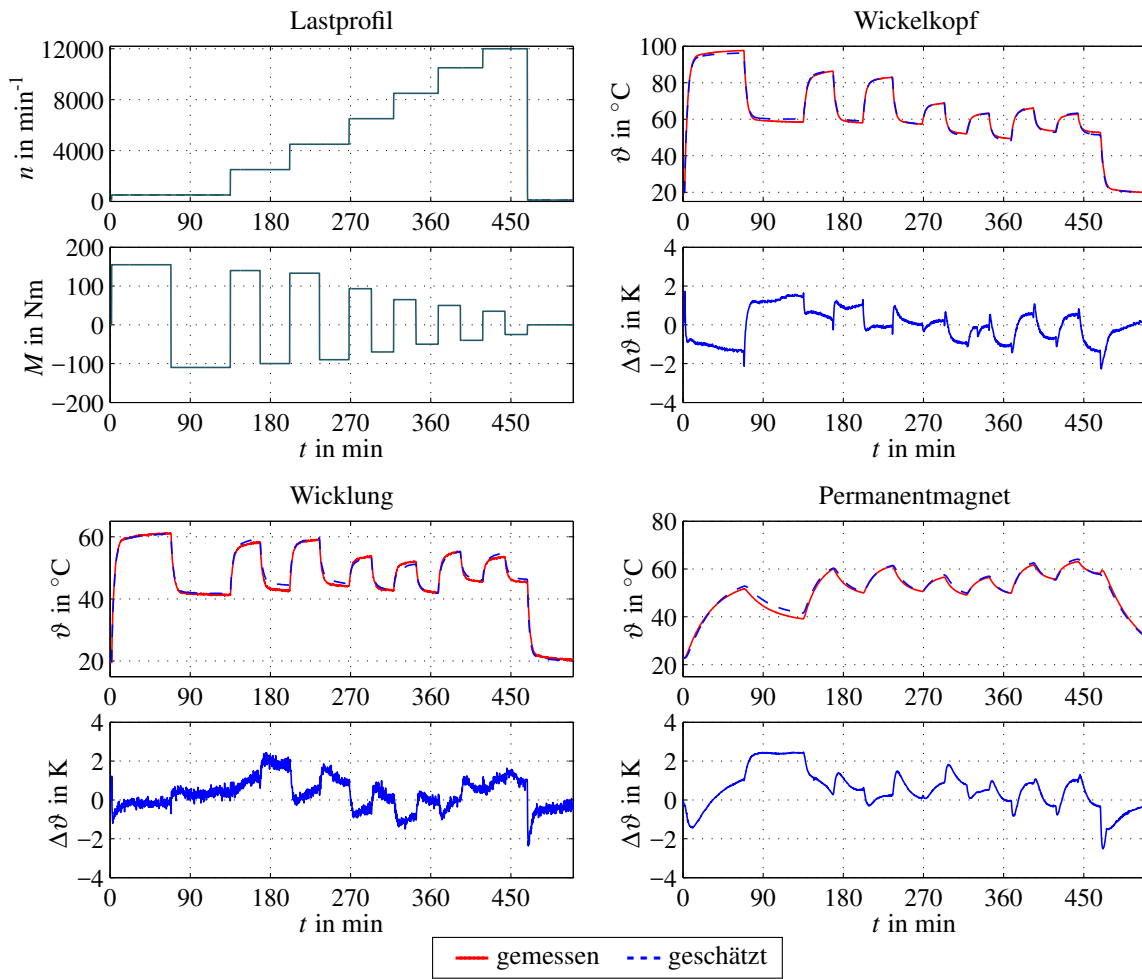 Lastprofil
12000
8000
4000
0
n in min-1
0 90 180 270 360 450
200
100
0
−100
−200
M in Nm
0 90 180 270 360 450
t in min
Wickelkopf
100
80
60
40
20
ϑ in °C
0 90 180 270 360 450
4
2
0
−2
−4
Δϑ in K
0 90 180 270 360 450
t in min
Wicklung
60
40
20
ϑ in °C
0 90 180 270 360 450
4
2
0
−2
−4
Δϑ in K
0 90 180 270 360 450
t in min
Permanentmagnet
80
60
40
20
ϑ in °C
0 90 180 270 360 450
4
2
0
−2
−4
Δϑ in K
0 90 180 270 360 450
t in min
gemessen geschätzt